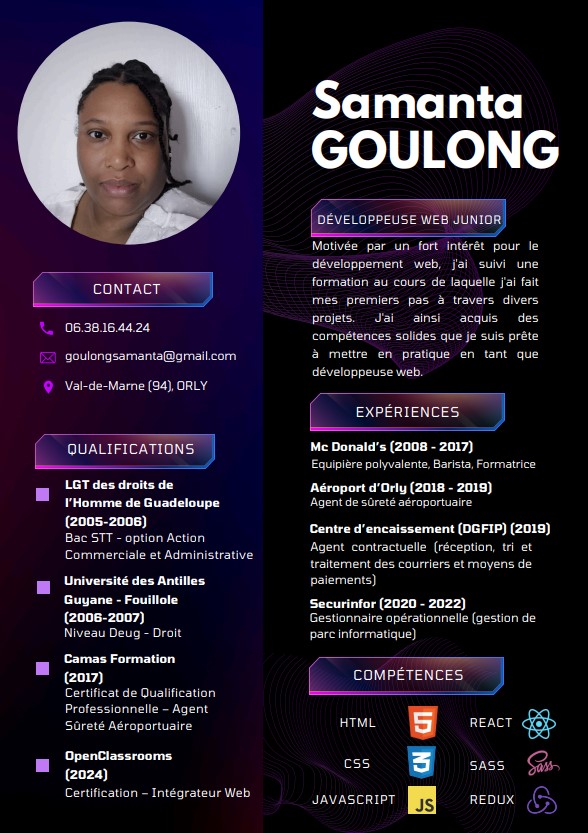 Samanta
GOULONG
DÉVELOPPEUSE WEB JUNIOR
Motivée par un fort intérêt pour le
développement web, j'ai suivi une
formation au cours de laquelle j'ai fait
mes premiers pas à travers divers
projets. J'ai ainsi acquis des
compétences solides que je suis prête
à mettre en pratique en tant que
développeuse web.
CONTACT
06.38.16.44.24
goulongsamanta@gmail.com
Val-de-Marne (94), ORLY
QUALIFICATIONS
LGT des droits de
l'Homme de Guadeloupe
(2005-2006)
Bac STT - option Action
Commerciale et Administrative
Université des Antilles
Guyane - Fouillole
(2006-2007)
Niveau Deug - Droit
Camas Formation
(2017)
Certificat de Qualification
Professionnelle – Agent
Sûreté Aéroportuaire
OpenClassrooms
(2024)
Certification – Intégrateur Web
EXPÉRIENCES
Mc Donald's (2008 - 2017)
Equipière polyvalente, Barista, Formatrice
Aéroport d'Orly (2018 - 2019)
Agent de sûreté aéroportuaire
Centre d'encaissement (DGFIP) (2019)
Agent contractuelle (réception, tri et
traitement des courriers et moyens de
paiements)
Securinfor (2020 - 2022)
Gestionnaire opérationnelle (gestion de
parc informatique)
COMPÉTENCES
HTML 5 REACT
CSS 3 SASS Sass
JAVASCRIPT JS REDUX